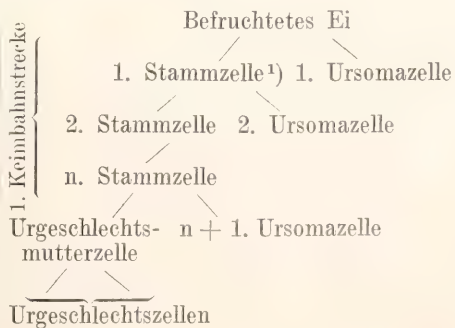 Befruchtetes Ei
1. Keimbahnstrecke
1. Stammzelle¹) 1. Ursomazelle
2. Stammzelle 2. Ursomazelle
n. Stammzelle
Urgeschlechts- n + 1. Ursomazelle
mutterzelle
Urgeschlechtszellen